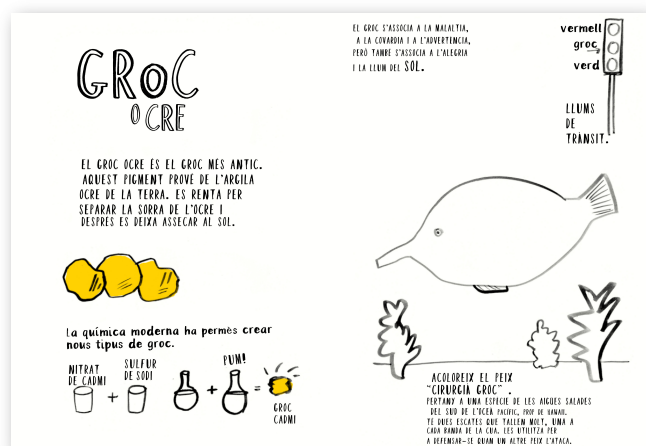 GROC
O CRE
EL GROC OCRE ÉS EL GROC MÉS ANTIC.
AQUEST PIGMENT PROVÉ DE L'ARGILA
OCRE DE LA TERRA. ES RENTA PER
SEPARAR LA SORRA DE L'OCRE I
DESPRÉS ES DEIXA ASSECAR AL SOL.
La química moderna ha permès crear
nous tipus de groc.
NITRAT
DE CADMI
+
SULFUR
DE SODI
+
PUM!
=
GROC
CADMI
EL GROC S'ASSOCIA A LA MALALTIA,
A LA COVARDIA I A L'ADVERTÈNCIA,
PERÒ TAMBÉ S'ASSOCIA A L'ALEGRIA
I LA LLUM DEL SOL.
vermell
groc
verd
LLUMS
DE
TRÀNSIT.
ACOLOREIX EL PEIX
"CIRURGIÀ GROC".
PERTANY A UNA ESPÈCIE DE LES AIGÜES SALADES
DEL SUD DE L'OCEÀ PACÍFIC, PROP DE HAWAII.
TÉ DUES ESCATES QUE TALLEN MOLT, UNA A
CADA BANDA DE LA CUA. LES UTILITZA PER
A DEFENSAR-SE QUAN UN ALTRE PEIX L'ATACA.